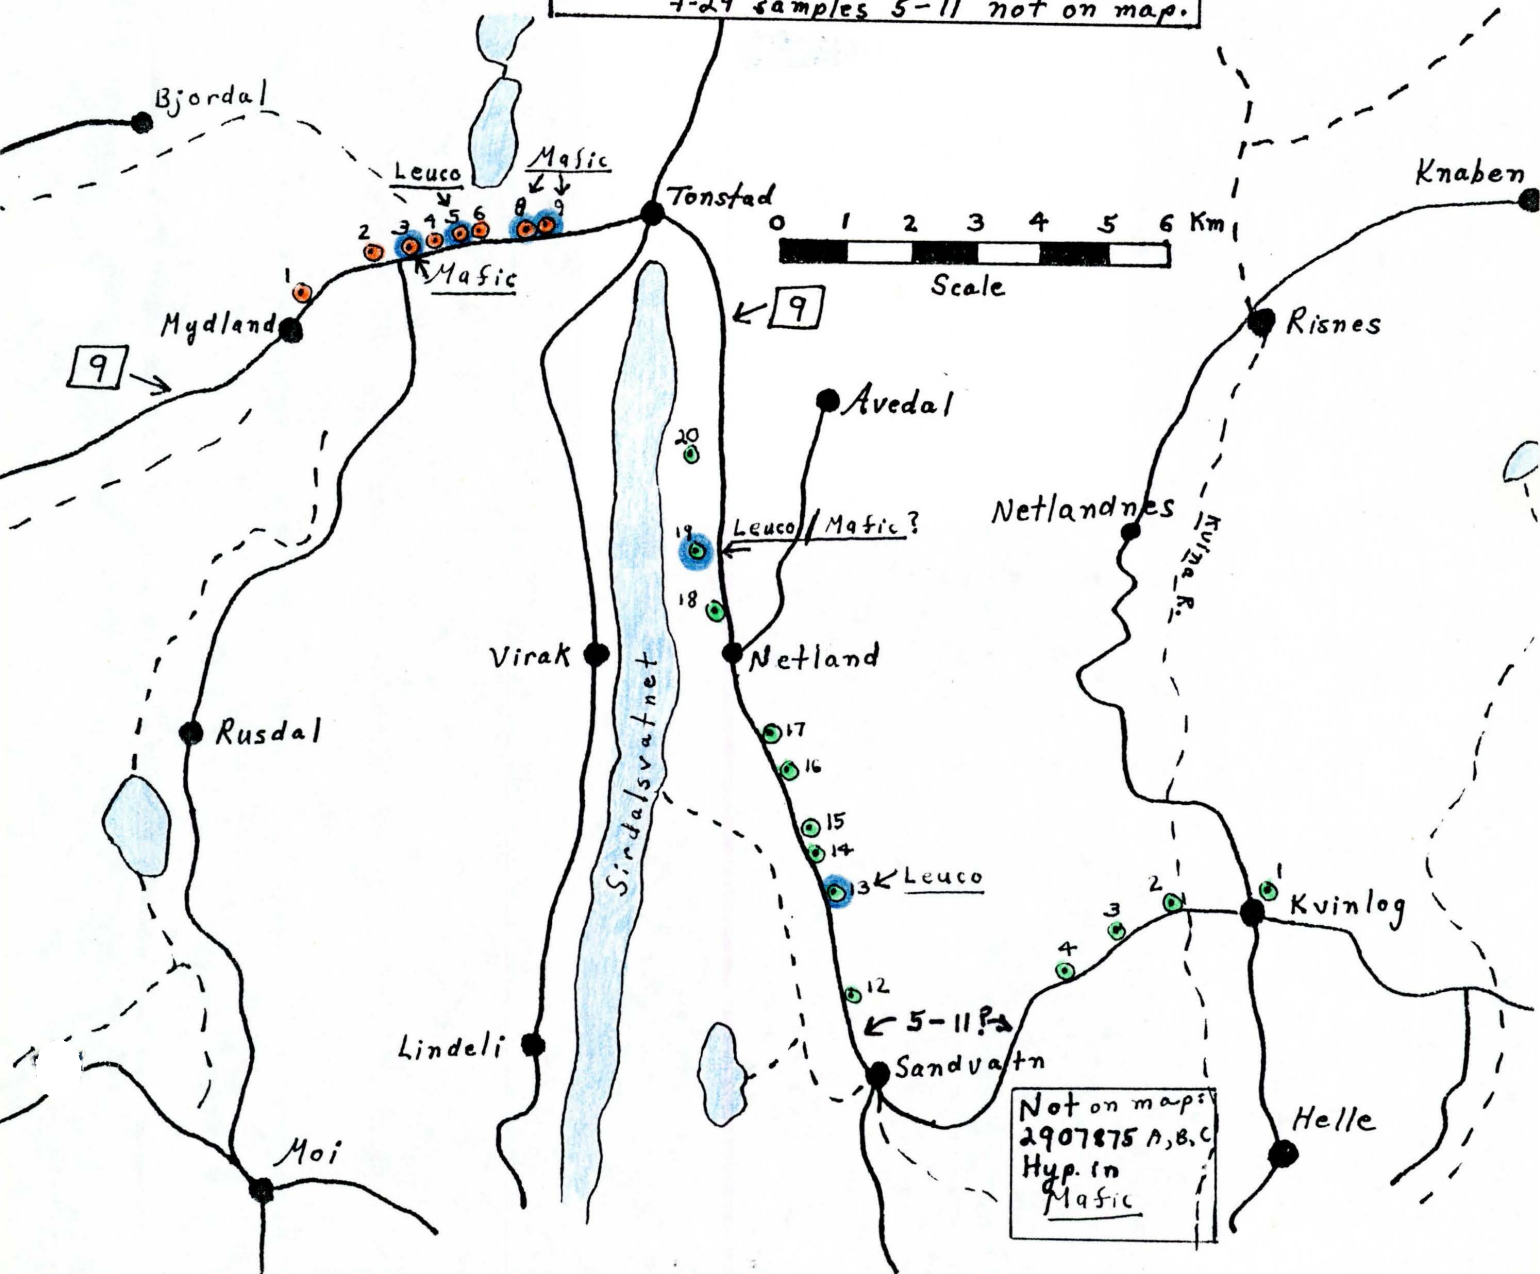 7-29 samples 5-11 not on map.
Bjordal
Leuco
Mafic
Tonstad
Knaben
1
2
3
4
5
6
8
9
Mafic
0 1 2 3 4 5 6 Km
Scale
Mydland
9
9
Risnes
Avedal
20
Netlandnes
Kvina R.
19
Leuco/Mafic?
18
Virak
Netland
Sirdalsvatnet
Rusdal
17
16
15
14
13
Leuco
1
2
3
4
Kvinlog
12
5-11?
Lindeli
Sandvatn
Not on map:
2907875 A,B,C
Hyp. in
Mafic
Helle
Moi